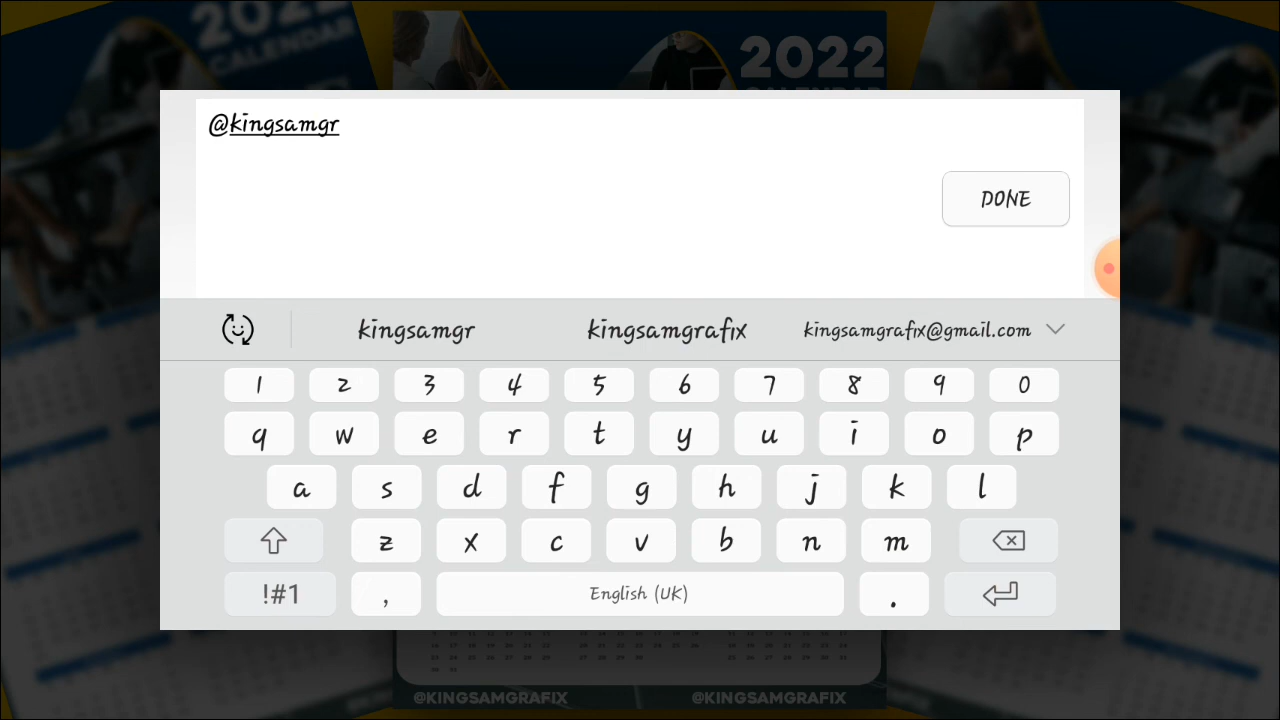 2022
CALENDAR
2022
@kingsamgr
DONE
kingsamgr kingsamgrafix kingsamgrafix@gmail.com
1 2 3 4 5 6 7 8 9 0
q w e r t y u i o p
a s d f g h j k l
z x c v b n m
!#1 , English (UK) .
@KINGSAMGRAFIX @KINGSAMGRAFIX